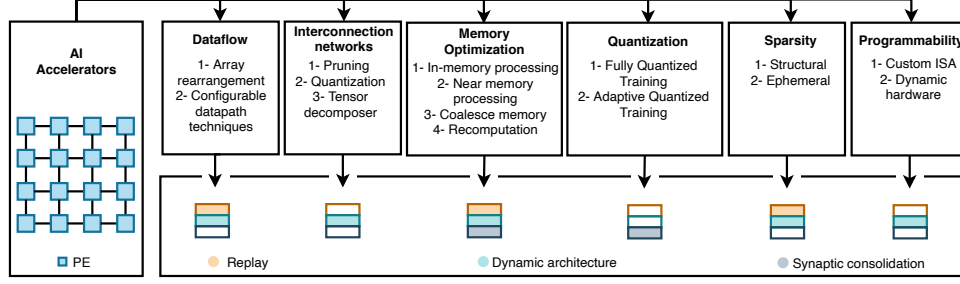 AI
Accelerators
PE
Dataflow
1- Array
rearrangement
2- Configurable
datapath
techniques
Interconnection
networks
1- Pruning
2- Quantization
3- Tensor
decomposer
Memory
Optimization
1- In-memory processing
2- Near memory
processing
3- Coalesce memory
4- Recomputation
Quantization
1- Fully Quantized
Training
2- Adaptive Quantized
Training
Sparsity
1- Structural
2- Ephemeral
Programmability
1- Custom ISA
2- Dynamic
hardware
Replay
Dynamic architecture
Synaptic consolidation